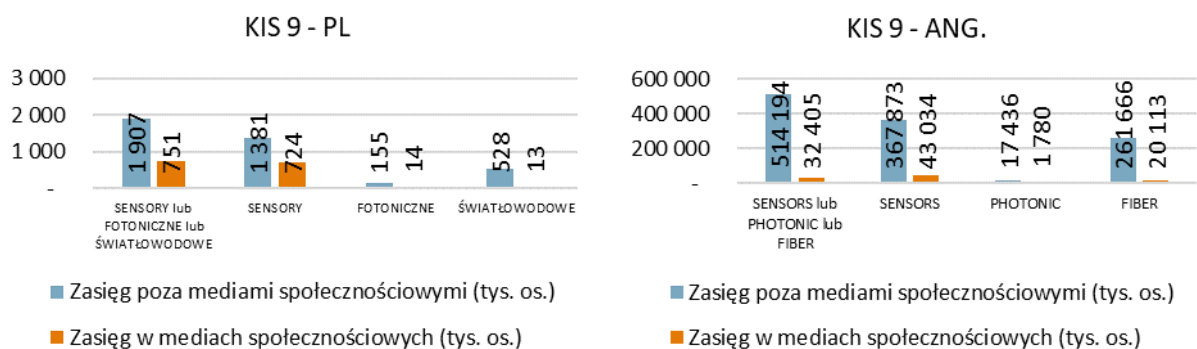 KIS 9 - PL
3 000
2 000
1 000
-
1 907
751
1 381
724
155
14
528
13
SENSORY lub
FOTONICZNE lub
ŚWIATŁOWODOWE
SENSORY
FOTONICZNE
ŚWIATŁOWODOWE
Zasięg poza mediami społecznościowymi (tys. os.)
Zasięg w mediach społecznościowych (tys. os.)
KIS 9 - ANG.
600 000
400 000
200 000
-
514 194
32 405
367 873
43 034
17 436
1 780
261 666
20 113
SENSORS lub
PHOTONIC lub
FIBER
SENSORS
PHOTONIC
FIBER
Zasięg poza mediami społecznościowymi (tys. os.)
Zasięg w mediach społecznościowych (tys. os.)